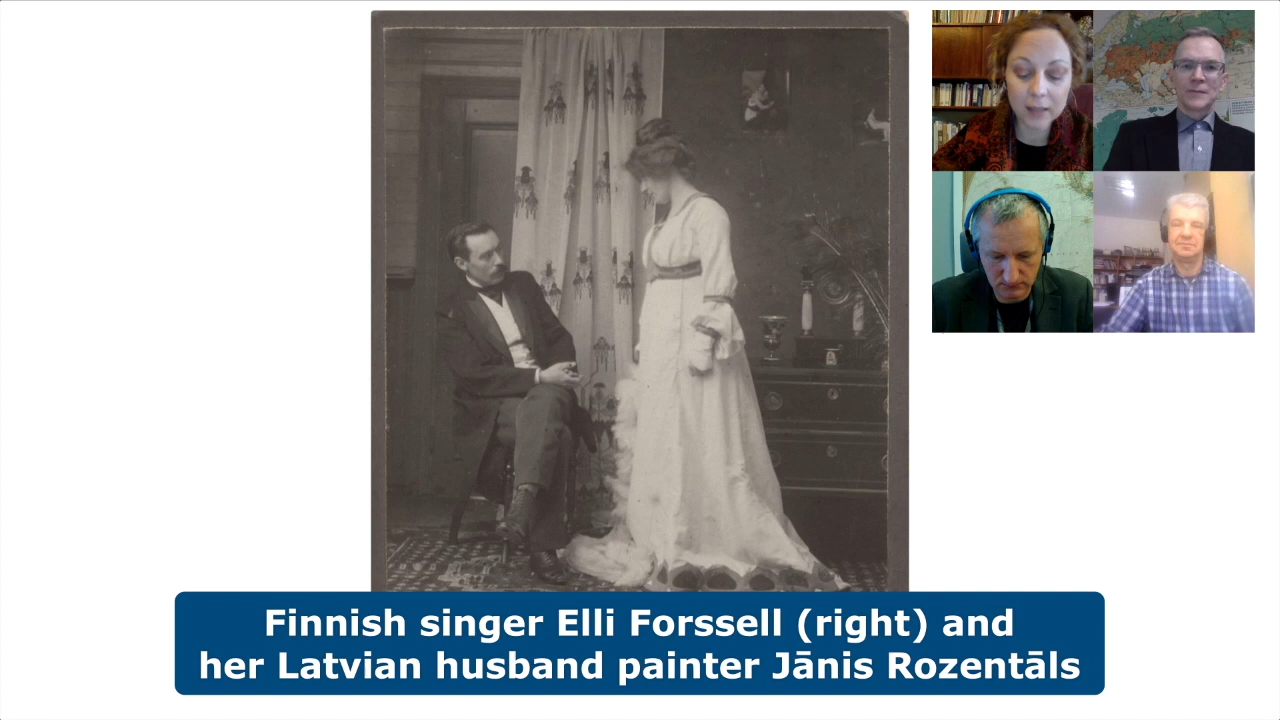 Finnish singer Elli Forssell (right) and
her Latvian husband painter Jānis Rozentāls